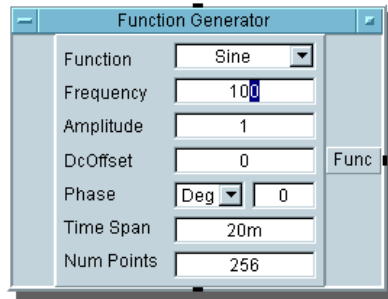 Function Generator
Function Sine
Frequency 100
Amplitude 1
DcOffset 0
Func
Phase Deg 0
Time Span 20m
Num Points 256